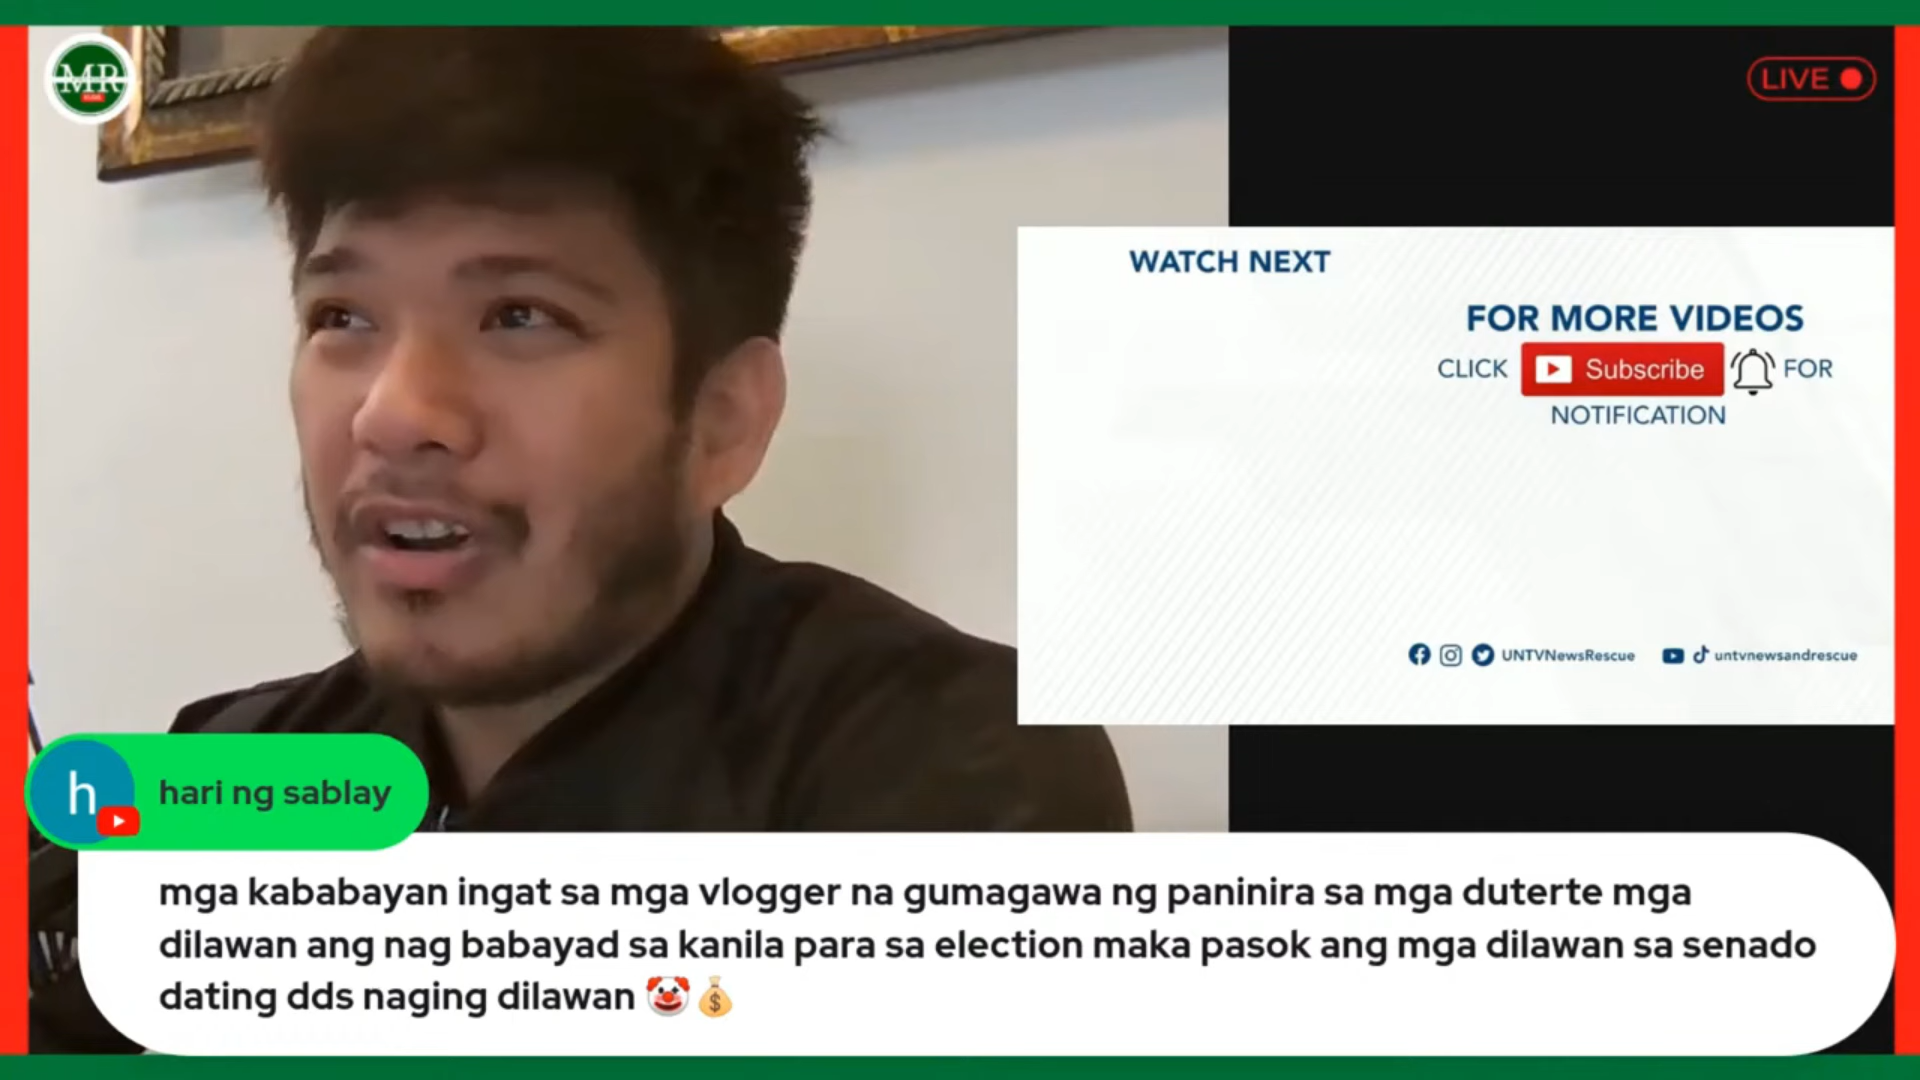 MR
LIVE
WATCH NEXT
FOR MORE VIDEOS
CLICK Subscribe FOR
NOTIFICATION
UNTVNewsRescue untvnewsandrescue
h hari ng sablay
mga kababayan ingat sa mga vlogger na gumagawa ng paninira sa mga duterte mga
dilawan ang nag babayad sa kanila para sa election maka pasok ang mga dilawan sa senado
dating dds naging dilawan 🤡💰